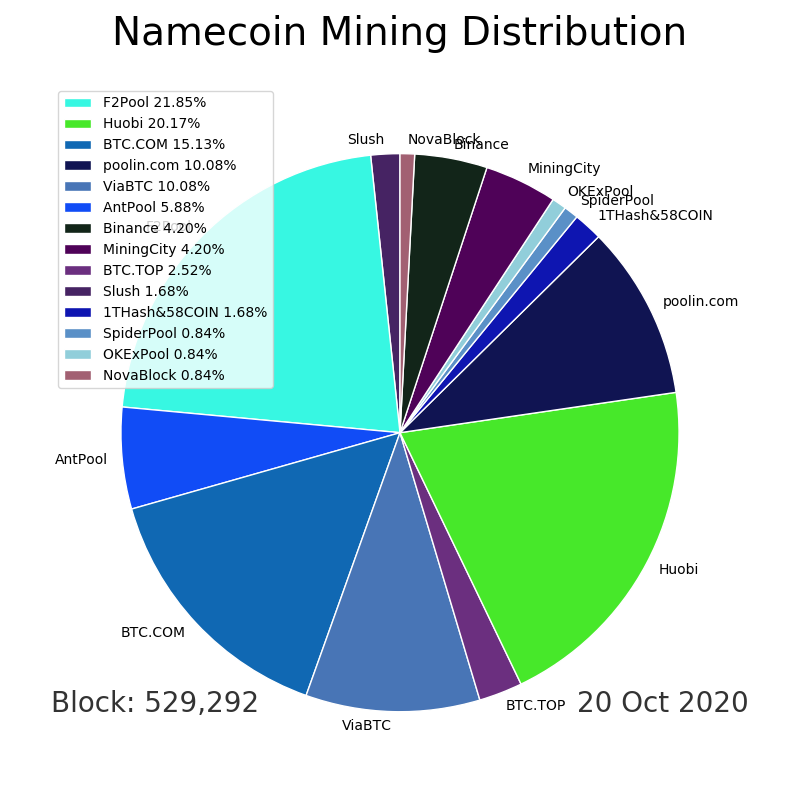 Namecoin Mining Distribution
F2Pool 21.85%
Huobi 20.17%
BTC.COM 15.13%
poolin.com 10.08%
ViaBTC 10.08%
AntPool 5.88%
Binance 4.20%
MiningCity 4.20%
BTC.TOP 2.52%
Slush 1.68%
1THash&58COIN 1.68%
SpiderPool 0.84%
OKExPool 0.84%
NovaBlock 0.84%
Slush
NovaBlock
Binance
MiningCity
OKExPool
SpiderPool
1THash&58COIN
poolin.com
Huobi
BTC.TOP
ViaBTC
BTC.COM
AntPool
F2Pool
Block: 529,292
20 Oct 2020